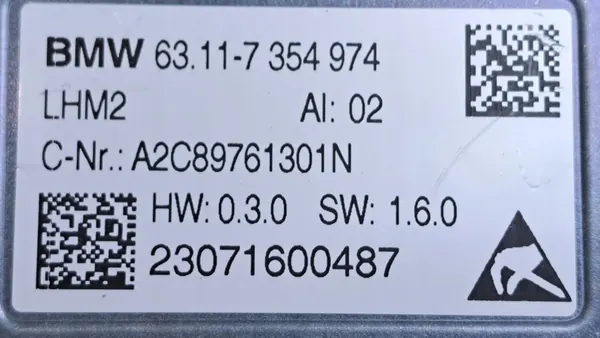 BMW 63.11-7 354 974
LHM2 AI: 02
C-Nr.: A2C89761301N
HW: 0.3.0 SW: 1.6.0
23071600487